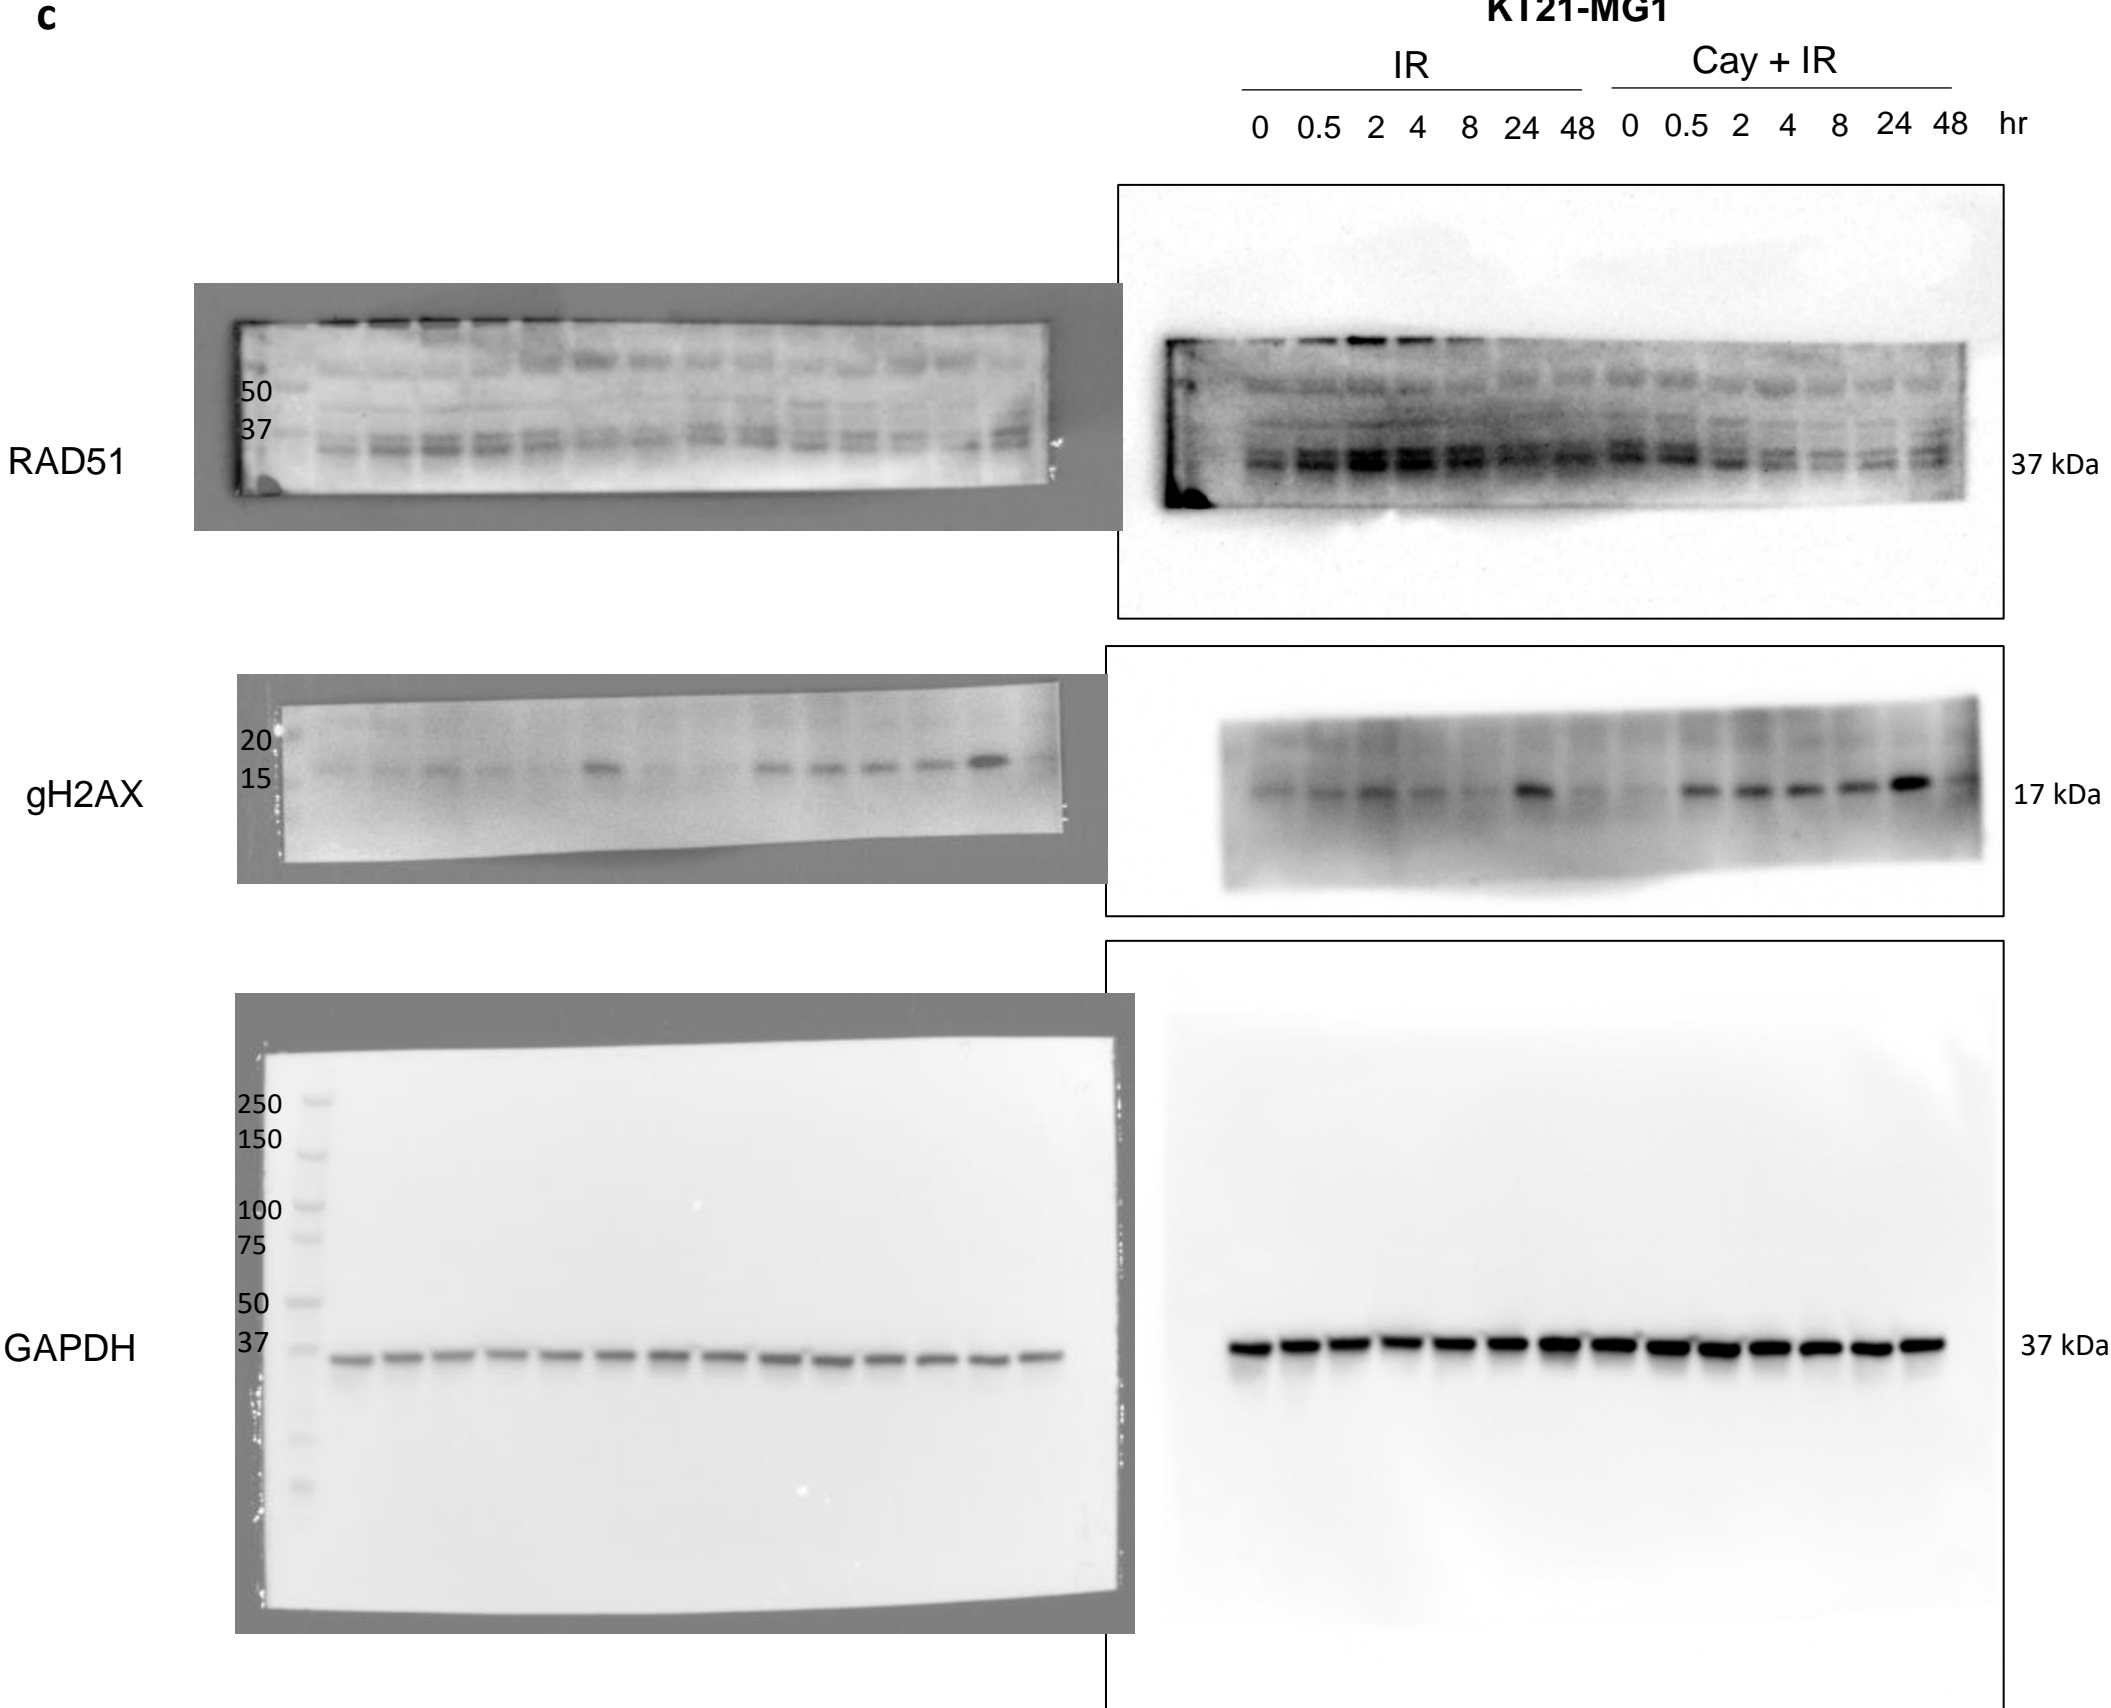 c
KT21-MG1
IR
Cay + IR
0 0.5 2 4 8 24 48 0 0.5 2 4 8 24 48 hr
50
37
RAD51
37 kDa
20
15
gH2AX
17 kDa
250
150
100
75
50
37
GAPDH
37 kDa